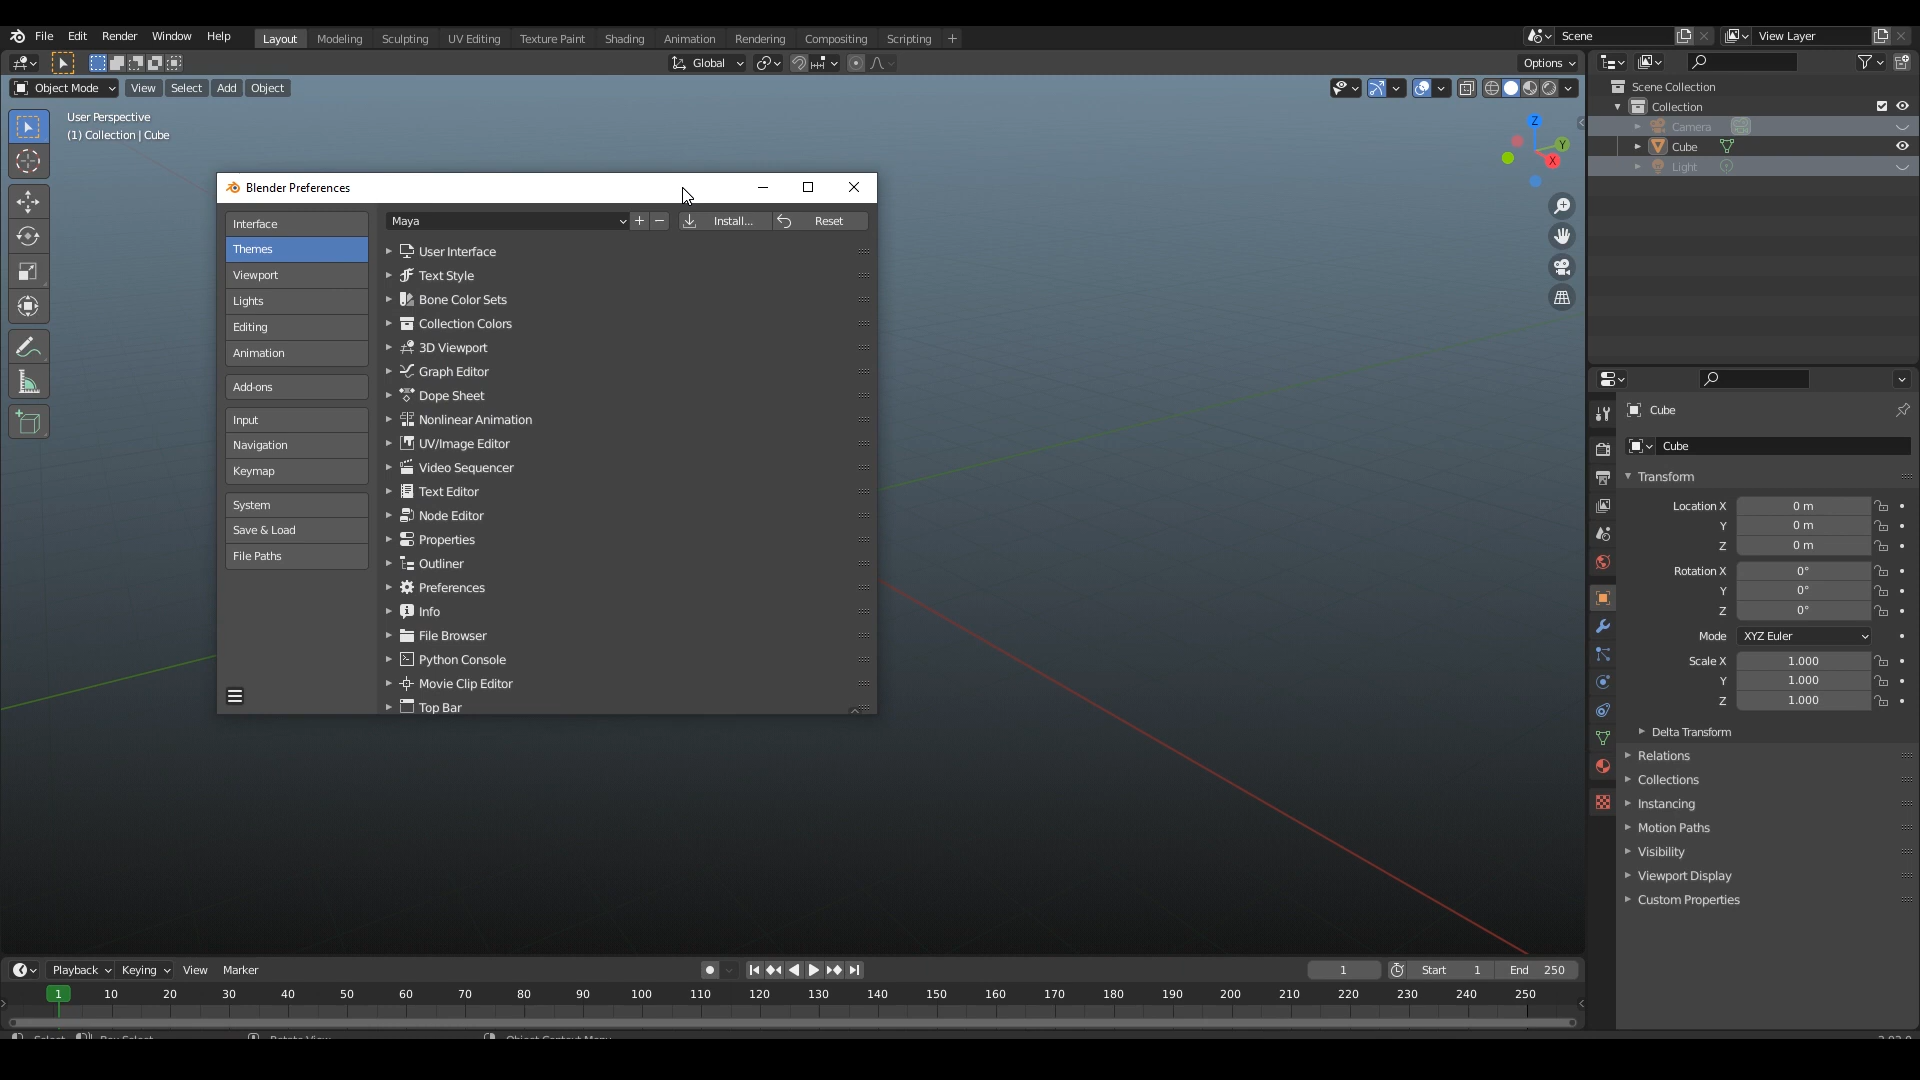 File Edit Render Window Help Layout Modeling Sculpting UV Editing Texture Paint Shading Animation Rendering Compositing Scripting + Scene View Layer
Global Options
Object Mode View Select Add Object
User Perspective
(1) Collection | Cube
Z
Y
X
Blender Preferences
Interface
Themes
Viewport
Lights
Editing
Animation
Add-ons
Input
Navigation
Keymap
System
Save & Load
File Paths
Maya + − Install... Reset
User Interface
Text Style
Bone Color Sets
Collection Colors
3D Viewport
Graph Editor
Dope Sheet
Nonlinear Animation
UV/Image Editor
Video Sequencer
Text Editor
Node Editor
Properties
Outliner
Preferences
Info
File Browser
Python Console
Movie Clip Editor
Top Bar
Scene Collection
Collection
Camera
Cube
Light
Cube
Cube
Transform
Location X 0 m
Y 0 m
Z 0 m
Rotation X 0°
Y 0°
Z 0°
Mode XYZ Euler
Scale X 1.000
Y 1.000
Z 1.000
Delta Transform
Relations
Collections
Instancing
Motion Paths
Visibility
Viewport Display
Custom Properties
Playback Keying View Marker 1 Start 1 End 250
1 10 20 30 40 50 60 70 80 90 100 110 120 130 140 150 160 170 180 190 200 210 220 230 240 250
Select Box Select Rotate View Object Context Menu